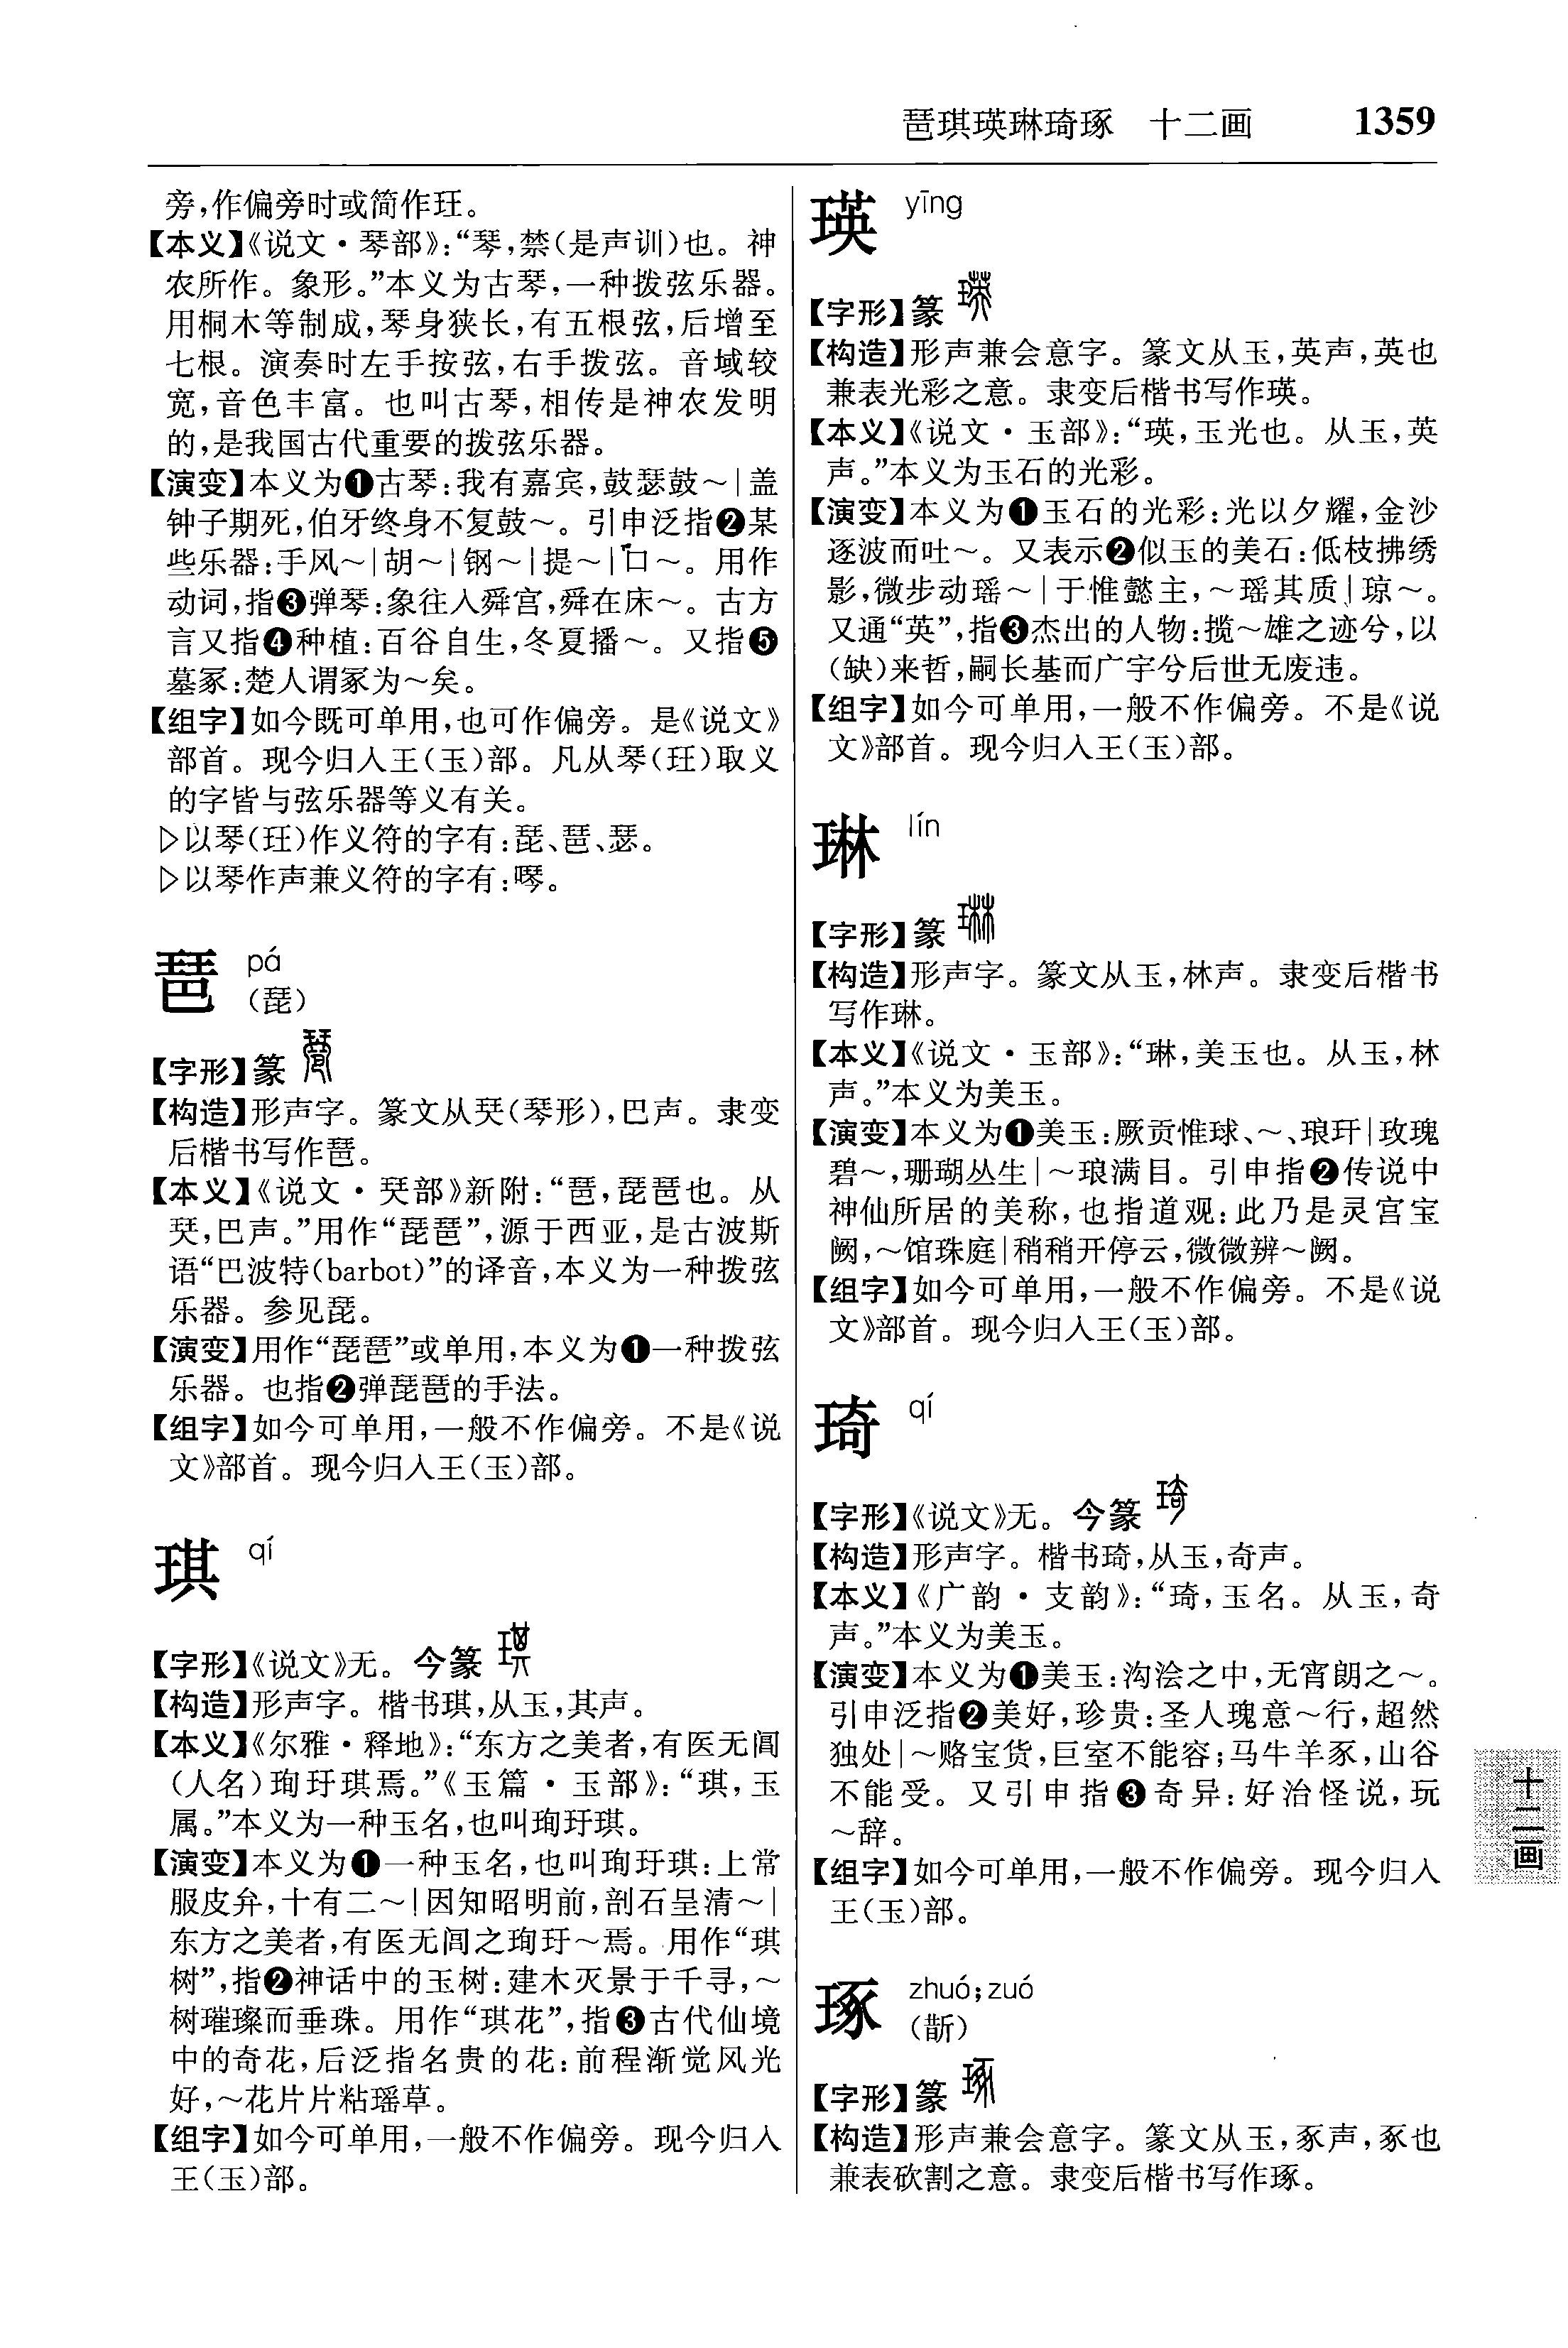 琶琪瑛琳琦琢　十二画　1359
旁，作偏旁时或简作玨。
【本义】《说文·琴部》：“琴，禁（是声训）也。神
农所作。象形。”本义为古琴，一种拨弦乐器。
用桐木等制成，琴身狭长，有五根弦，后增至
七根。演奏时左手按弦，右手拨弦。音域较
宽，音色丰富。也叫古琴，相传是神农发明
的，是我国古代重要的拨弦乐器。
【演变】本义为❶古琴：我有嘉宾，鼓瑟鼓～|盖
钟子期死，伯牙终身不复鼓～。引申泛指❷某
些乐器：手风～|胡～|钢～|提～|口～。用作
动词，指❸弹琴：象往入舜宫，舜在床～。古方
言又指❹种植：百谷自生，冬夏播～。又指❺
墓冢：楚人谓冢为～矣。
【组字】如今既可单用，也可作偏旁。是《说文》
部首。现今归入王（玉）部。凡从琴（玨）取义
的字皆与弦乐器等义有关。
▷以琴（玨）作义符的字有：琵、琶、瑟。
▷以琴作声兼义符的字有：噖。
琶 pá
（琵）
【字形】篆
【构造】形声字。篆文从珡（琴形），巴声。隶变
后楷书写作琶。
【本义】《说文·珡部》新附：“琶，琵琶也。从
珡，巴声。”用作“琵琶”，源于西亚，是古波斯
语“巴波特（barbot）”的译音，本义为一种拨弦
乐器。参见琵。
【演变】用作“琵琶”或单用，本义为❶一种拨弦
乐器。也指❷弹琵琶的手法。
【组字】如今可单用，一般不作偏旁。不是《说
文》部首。现今归入王（玉）部。
琪 qí
【字形】《说文》无。今篆
【构造】形声字。楷书琪，从玉，其声。
【本义】《尔雅·释地》：“东方之美者，有医无闾
（人名）珣玗琪焉。”《玉篇·玉部》：“琪，玉
属。”本义为一种玉名，也叫珣玗琪。
【演变】本义为❶一种玉名，也叫珣玗琪：上常
服皮弁，十有二～|因知昭明前，剖石呈清～|
东方之美者，有医无闾之珣玗～焉。用作“琪
树”，指❷神话中的玉树：建木灭景于千寻，～
树璀璨而垂珠。用作“琪花”，指❸古代仙境
中的奇花，后泛指名贵的花：前程渐觉风光
好，～花片片粘瑶草。
【组字】如今可单用，一般不作偏旁。现今归入
王（玉）部。
瑛 yīng
【字形】篆
【构造】形声兼会意字。篆文从玉，英声，英也
兼表光彩之意。隶变后楷书写作瑛。
【本义】《说文·玉部》：“瑛，玉光也。从玉，英
声。”本义为玉石的光彩。
【演变】本义为❶玉石的光彩：光以夕耀，金沙
逐波而吐～。又表示❷似玉的美石：低枝拂绣
影，微步动瑶～|于惟懿主，～瑶其质|琼～。
又通“英”，指❸杰出的人物：揽～雄之迹兮，以
（缺）来哲，嗣长基而广宇兮后世无废违。
【组字】如今可单用，一般不作偏旁。不是《说
文》部首。现今归入王（玉）部。
琳 lín
【字形】篆
【构造】形声字。篆文从玉，林声。隶变后楷书
写作琳。
【本义】《说文·玉部》：“琳，美玉也。从玉，林
声。”本义为美玉。
【演变】本义为❶美玉：厥贡惟球、～、琅玕|玫瑰
碧～，珊瑚丛生|～琅满目。引申指❷传说中
神仙所居的美称，也指道观：此乃是灵宫宝
阙，～馆珠庭|稍稍开停云，微微辨～阙。
【组字】如今可单用，一般不作偏旁。不是《说
文》部首。现今归入王（玉）部。
琦 qí
【字形】《说文》无。今篆
【构造】形声字。楷书琦，从玉，奇声。
【本义】《广韵·支韵》：“琦，玉名。从玉，奇
声。”本义为美玉。
【演变】本义为❶美玉：沟浍之中，无宵朗之～。
引申泛指❷美好，珍贵：圣人瑰意～行，超然
独处|～赂宝货，巨室不能容；马牛羊豕，山谷
不能受。又引申指❸奇异：好治怪说，玩
～辞。
【组字】如今可单用，一般不作偏旁。现今归入
王（玉）部。
琢 zhuó；zuó
（㪿）
【字形】篆
【构造】形声兼会意字。篆文从玉，豖声，豖也
兼表砍割之意。隶变后楷书写作琢。
十二画